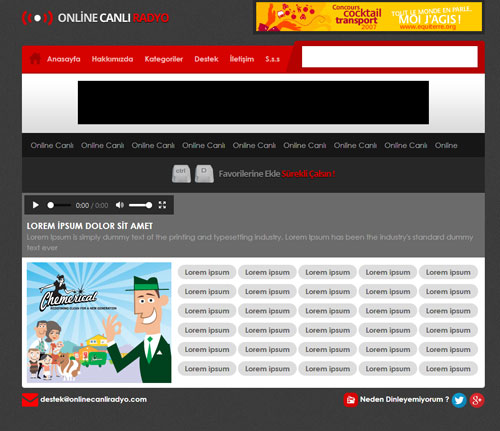 ONLİNE CANLI RADYO
Concours
cocktail
transport
2007
TOUT LE MONDE EN PARLE,
MOI J'AGIS !
www.equiterre.org
Anasayfa Hakkımızda Kategoriler Destek İletişim S.s.s
Online Canlı Online Canlı Online Canlı Online Canlı Online Canlı Online Canlı Online Canlı Online Canlı Online
ctrl D Favorilerine Ekle Sürekli Çalsın !
0:00 / 0:00
LOREM İPSUM DOLOR SİT AMET
Lorem Ipsum is simply dummy text of the printing and typesetting industry. Lorem Ipsum has been the industry's standard dummy
text ever
Chemerical
REDEFINING CLEAN FOR A NEW GENERATION
Lorem ipsum Lorem ipsum Lorem ipsum Lorem ipsum Lorem ipsum
Lorem ipsum Lorem ipsum Lorem ipsum Lorem ipsum Lorem ipsum
Lorem ipsum Lorem ipsum Lorem ipsum Lorem ipsum Lorem ipsum
Lorem ipsum Lorem ipsum Lorem ipsum Lorem ipsum Lorem ipsum
Lorem ipsum Lorem ipsum Lorem ipsum Lorem ipsum Lorem ipsum
Lorem ipsum Lorem ipsum Lorem ipsum Lorem ipsum Lorem ipsum
destek@onlinecanliradyo.com
Neden Dinleyemiyorum ?